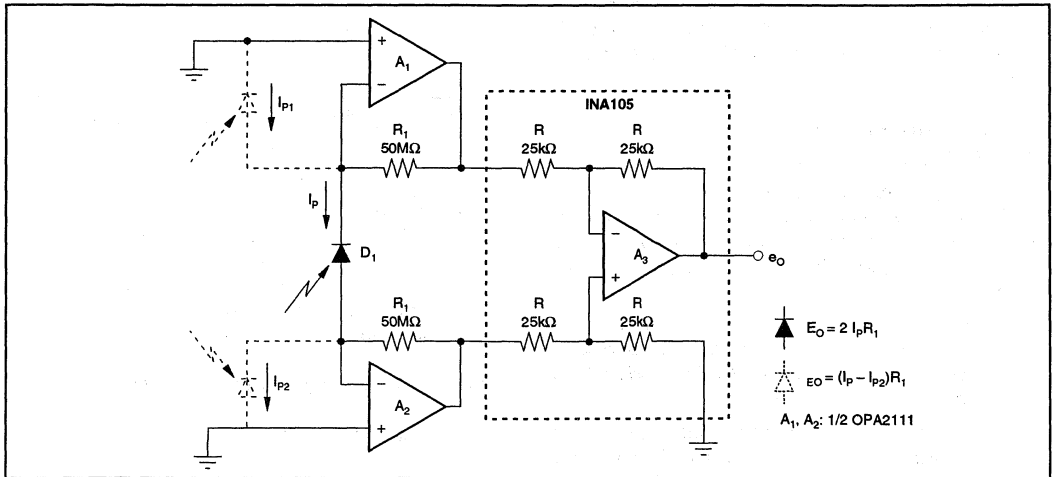 A1
+
−
INA105
IP1
R1
50MΩ
R
25kΩ
R
25kΩ
IP
D1
−
A3
+
eO
R1
50MΩ
R
25kΩ
R
25kΩ
EO = 2 IPR1
IP2
−
A2
+
EO = (IP – IP2)R1
A1, A2: 1/2 OPA2111